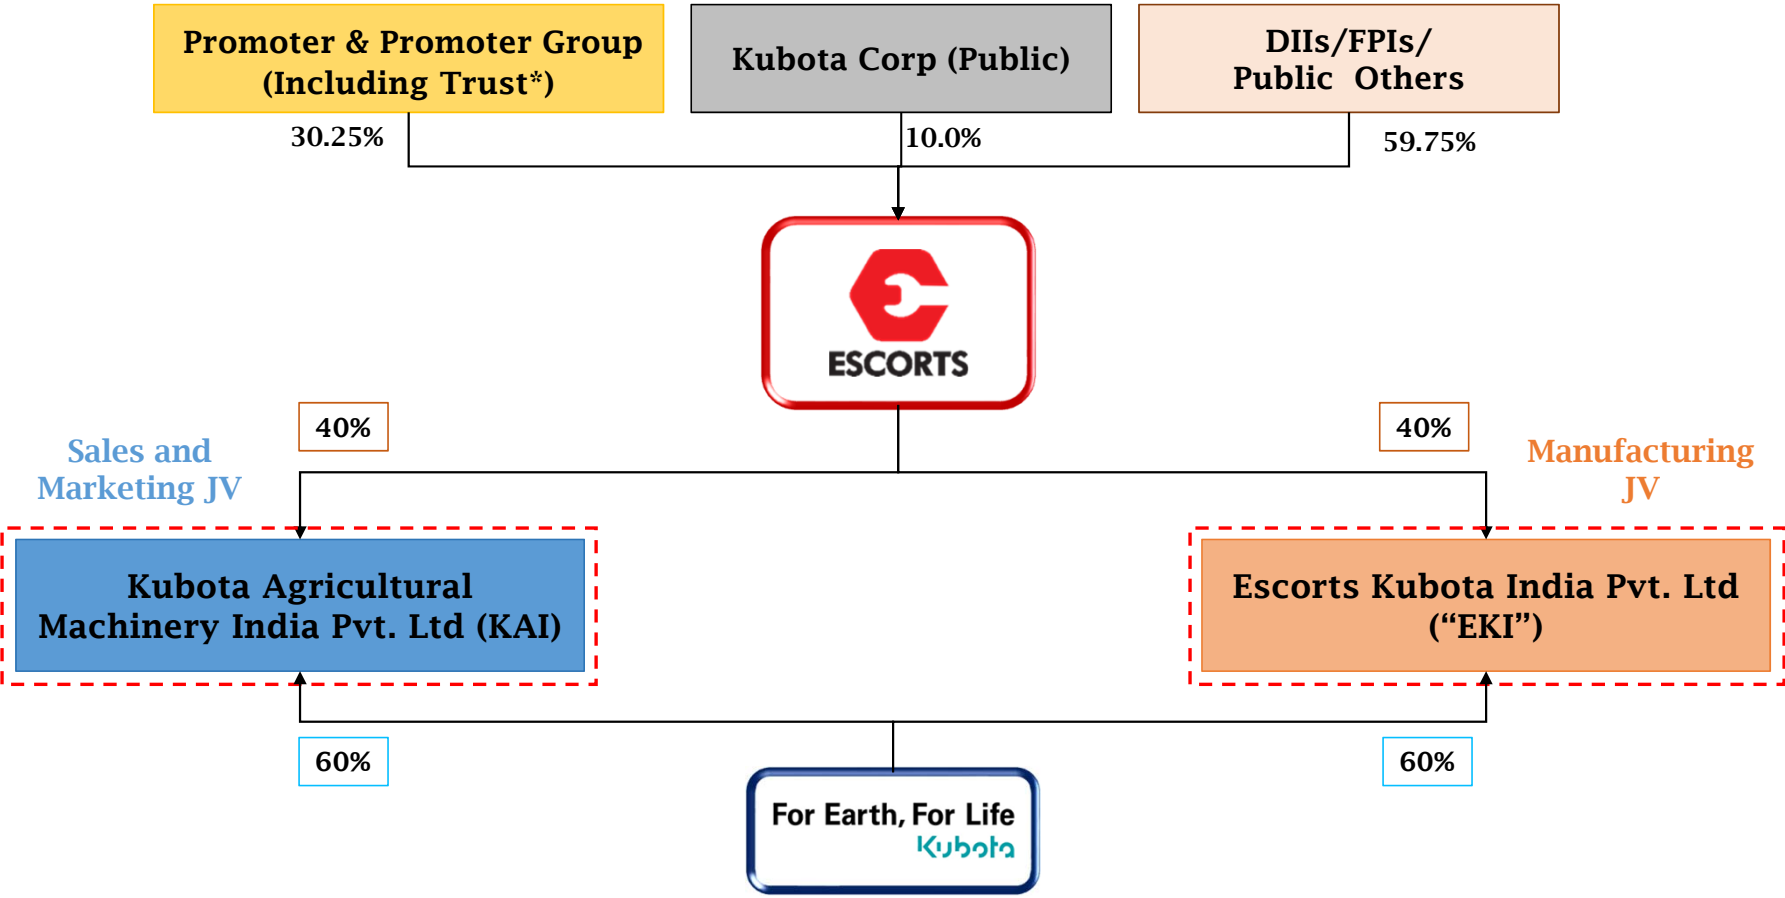 Promoter & Promoter Group
(Including Trust*)
Kubota Corp (Public)
DIIs/FPIs/
Public Others
30.25%
10.0%
59.75%
ESCORTS
40%
40%
Sales and
Marketing JV
Manufacturing
JV
Kubota Agricultural
Machinery India Pvt. Ltd (KAI)
Escorts Kubota India Pvt. Ltd
(“EKI”)
60%
60%
For Earth, For Life
Kubota